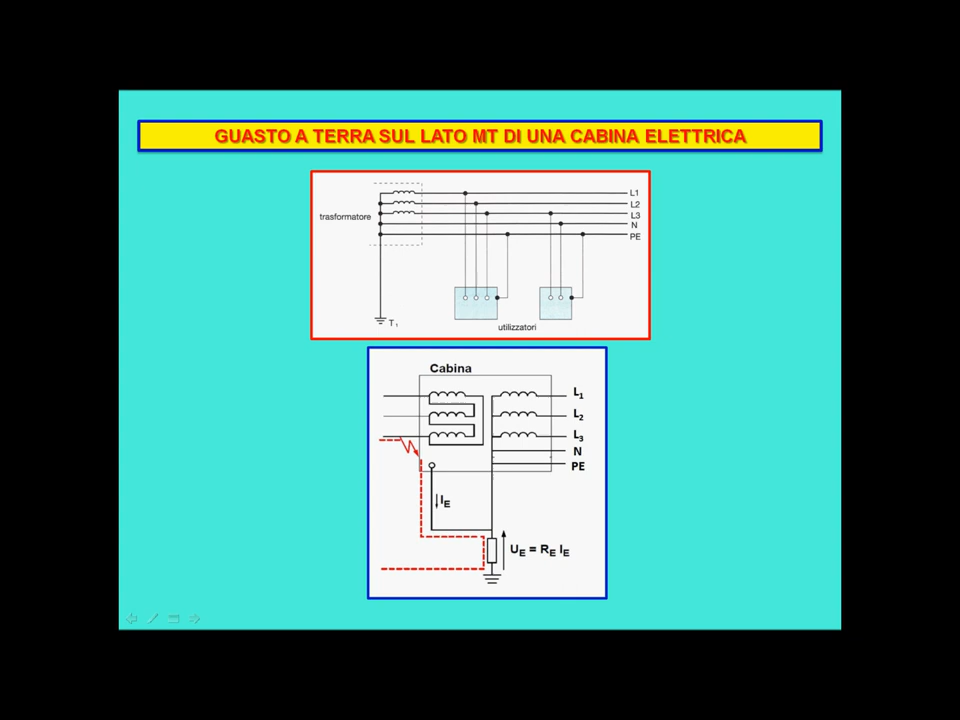 GUASTO A TERRA SUL LATO MT DI UNA CABINA ELETTRICA
L1
L2
L3
N
PE
trasformatore
T1
utilizzatori
Cabina
L1
L2
L3
N
PE
IE
UE = RE IE